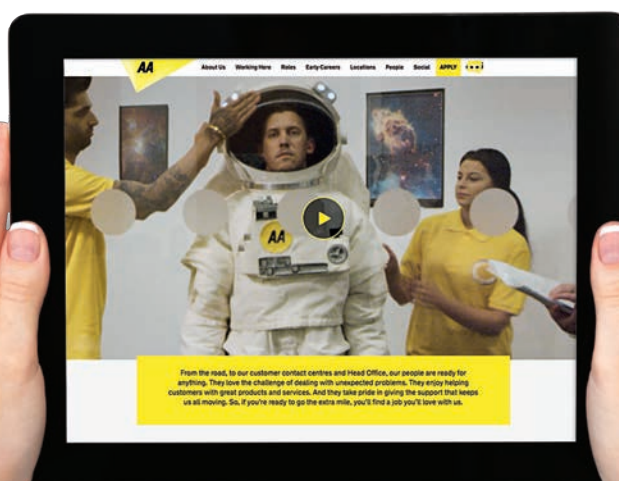 AA
About Us Working Here Roles Early Careers Locations People Social APPLY
AA
From the road, to our customer contact centres and Head Office, our people are ready for
anything. They love the challenge of dealing with unexpected problems. They enjoy helping
customers with great products and services. And they take pride in giving the support that keeps
us all moving. So, if you're ready to go the extra mile, you'll find a job you'll love with us.